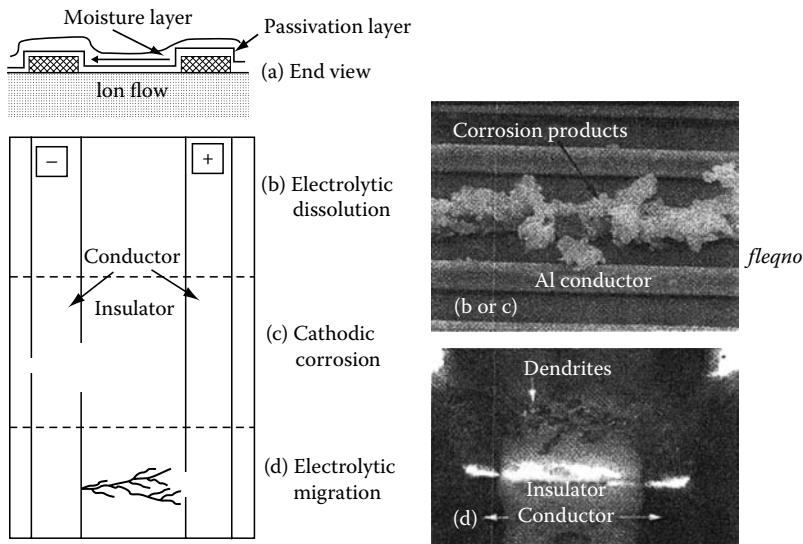 Moisture layer
Passivation layer
(a) End view
Ion flow
−
+
(b) Electrolytic
dissolution
Conductor
Insulator
(c) Cathodic
corrosion
(d) Electrolytic
migration
Corrosion products
Al conductor
(b or c)
fleqno
Dendrites
Insulator
(d)
Conductor